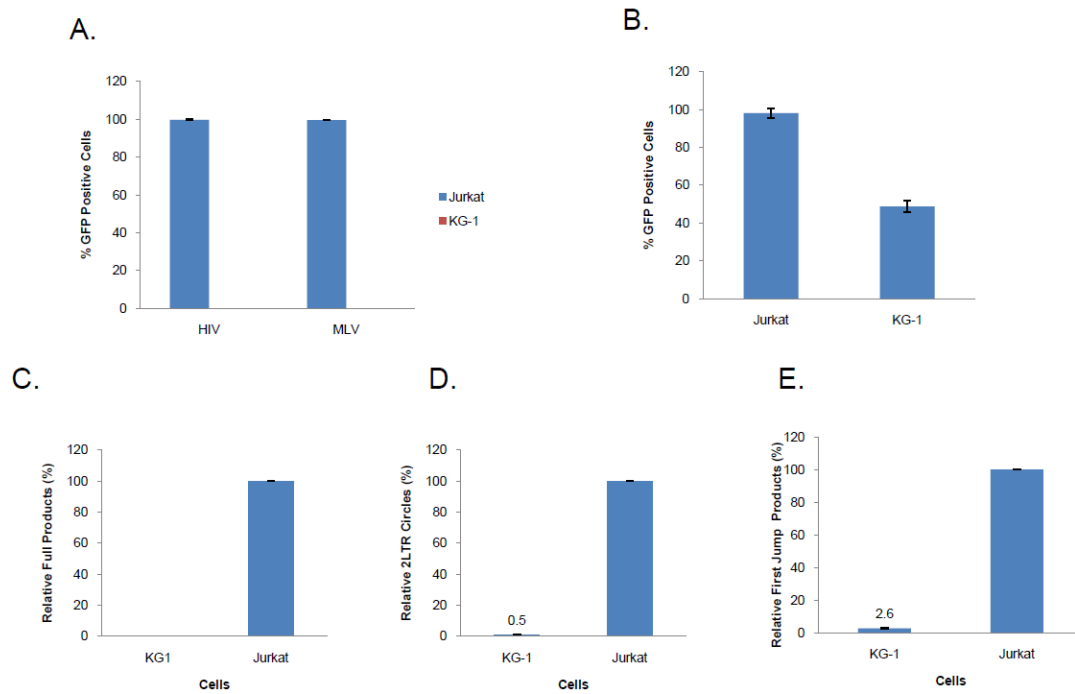 A.
% GFP Positive Cells
120
100
80
60
40
20
0
HIV MLV
Jurkat
KG-1
B.
% GFP Positive Cells
120
100
80
60
40
20
0
Jurkat KG-1
C.
Relative Full Products (%)
120
100
80
60
40
20
0
KG1 Jurkat
Cells
D.
Relative 2LTR Circles (%)
120
100
80
60
40
20
0
0.5
KG-1 Jurkat
Cells
E.
Relative First Jump Products (%)
120
100
80
60
40
20
0
2.6
KG-1 Jurkat
Cells